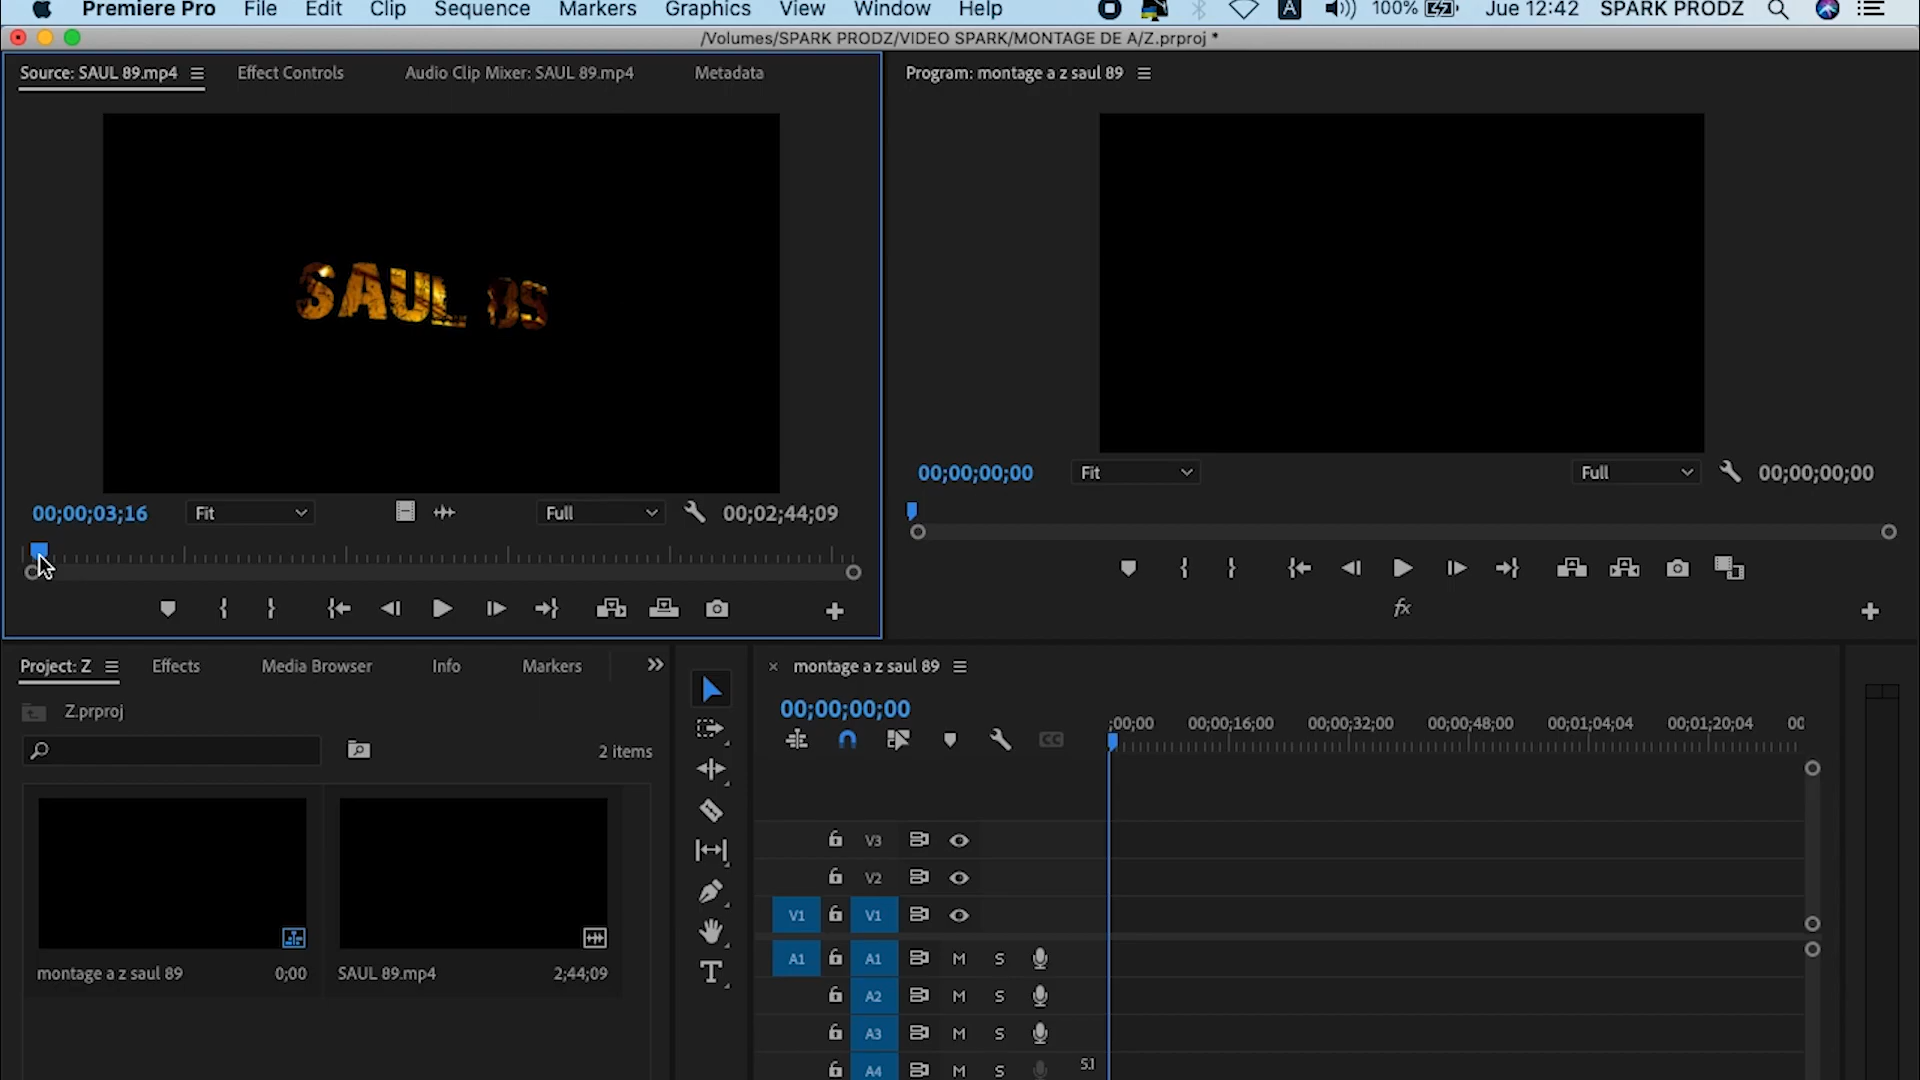 Premiere Pro File Edit Clip Sequence Markers Graphics View Window Help A 100% Jue 12:42 SPARK PRODZ
/Volumes/SPARK PRODZ/VIDEO SPARK/MONTAGE DE A/Z.prproj *
Source: SAUL 89.mp4 Effect Controls Audio Clip Mixer: SAUL 89.mp4 Metadata
Program: montage a z saul 89
SAUL 89
00;00;03;16 Fit Full 00;02;44;09
00;00;00;00 Fit Full 00;00;00;00
fx
Project: Z Effects Media Browser Info Markers
Z.prproj
2 items
montage a z saul 89 0;00
SAUL 89.mp4 2;44;09
T
× montage a z saul 89
00;00;00;00
CC
;00;00 00;00;16;00 00;00;32;00 00;00;48;00 00;01;04;04 00;01;20;04 00
V3
V2
V1 V1
A1 A1 M S
A2 M S
A3 M S
A4 M S 5.1